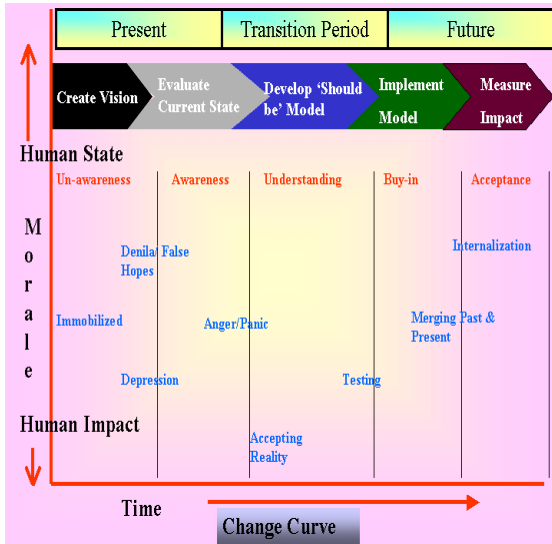 Present Transition Period Future
Create Vision
Evaluate
Current State
Develop ‘Should
be’ Model
Implement
Model
Measure
Impact
Human State
Un-awareness Awareness Understanding Buy-in Acceptance
Morale
Denila/ False
Hopes
Internalization
Immobilized
Anger/Panic
Merging Past &
Present
Depression
Testing
Human Impact
Accepting
Reality
Time
Change Curve